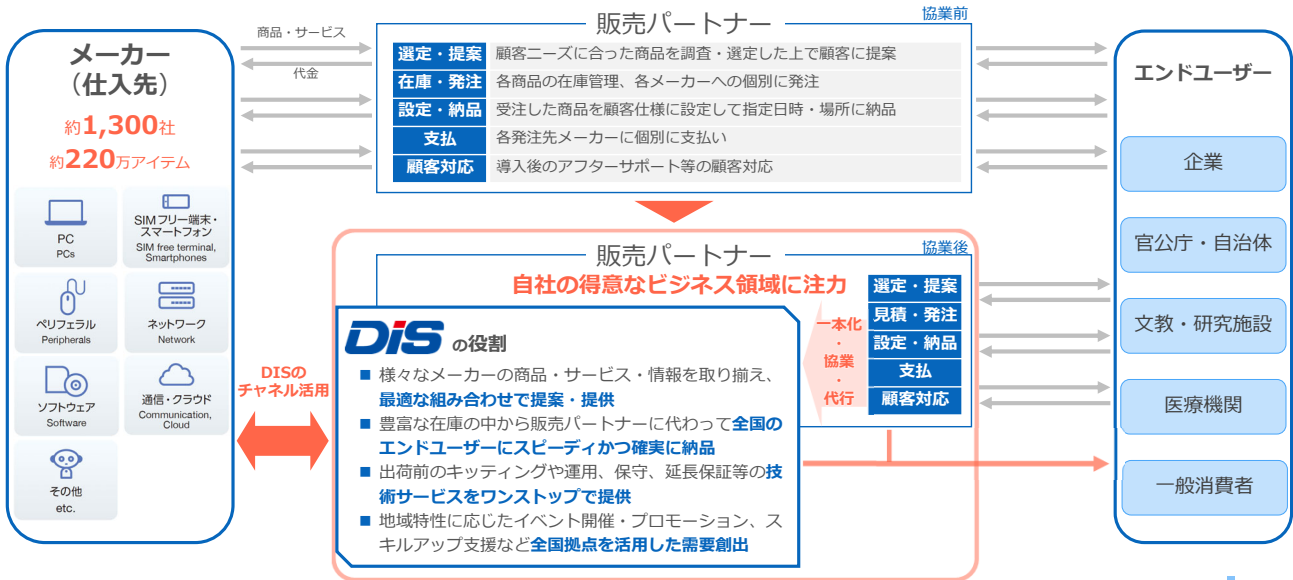 メーカー
（仕入先）
約1,300社
約220万アイテム
PC
PCs
SIMフリー端末・
スマートフォン
SIM free terminal,
Smartphones
ペリフェラル
Peripherals
ネットワーク
Network
ソフトウェア
Software
通信・クラウド
Communication,
Cloud
その他
etc.
商品・サービス
代金
販売パートナー
協業前
選定・提案 顧客ニーズに合った商品を調査・選定した上で顧客に提案
在庫・発注 各商品の在庫管理、各メーカーへの個別に発注
設定・納品 受注した商品を顧客仕様に設定して指定日時・場所に納品
支払 各発注先メーカーに個別に支払い
顧客対応 導入後のアフターサポート等の顧客対応
販売パートナー
協業後
自社の得意なビジネス領域に注力
選定・提案
見積・発注
設定・納品
支払
顧客対応
一本化
・
協業
・
代行
DISの
チャネル活用
DiS の役割
■ 様々なメーカーの商品・サービス・情報を取り揃え、
最適な組み合わせで提案・提供
■ 豊富な在庫の中から販売パートナーに代わって全国の
エンドユーザーにスピーディかつ確実に納品
■ 出荷前のキッティングや運用、保守、延長保証等の技
術サービスをワンストップで提供
■ 地域特性に応じたイベント開催・プロモーション、ス
キルアップ支援など全国拠点を活用した需要創出
エンドユーザー
企業
官公庁・自治体
文教・研究施設
医療機関
一般消費者